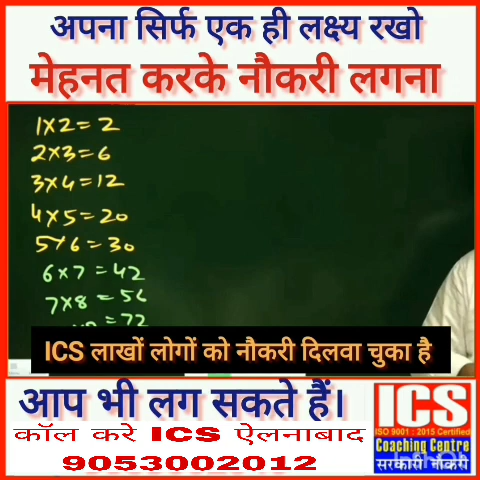 अपना सिर्फ एक ही लक्ष्य रखो
मेहनत करके नौकरी लगना
1x2=2
2x3=6
3x4=12
4x5=20
5x6=30
6x7=42
7x8=56
=72
ICS लाखों लोगों को नौकरी दिलवा चुका है
आप भी लग सकते हैं।
कॉल करे ICS ऐलनाबाद
9053002012
ICS
ISO 9001 : 2015 Certified
Coaching Centre
सरकारी नौकरी